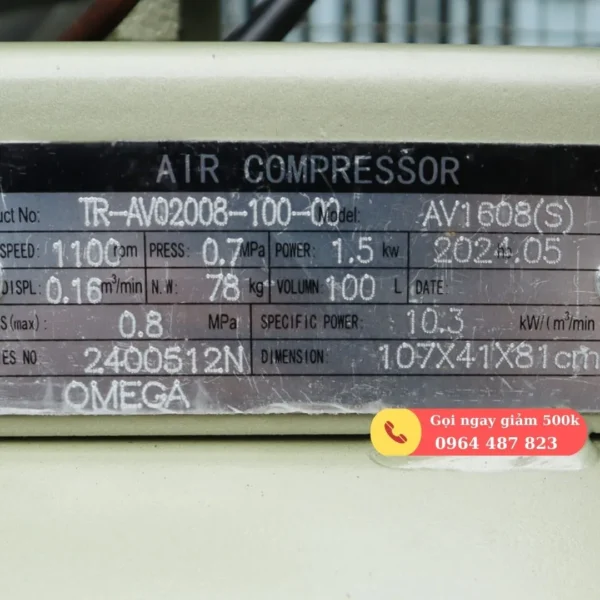 AIR COMPRESSOR
uct No: TR-AV02008-100-00 Model: AV1608(S)
SPEED: 1100 rpm PRESS: 0.7 MPa POWER: 1.5 kw 2024.05
DISPL: 0.16 m³/min N.W: 78 kg VOLUMN 100 L DATE:
S(max): 0.8 MPa SPECIFIC POWER: 10.3 kW/(m³/min
ES NO 2400512N DIMENSION: 107X41X81cm
OMEGA
Gọi ngay giảm 500k
0964 487 823